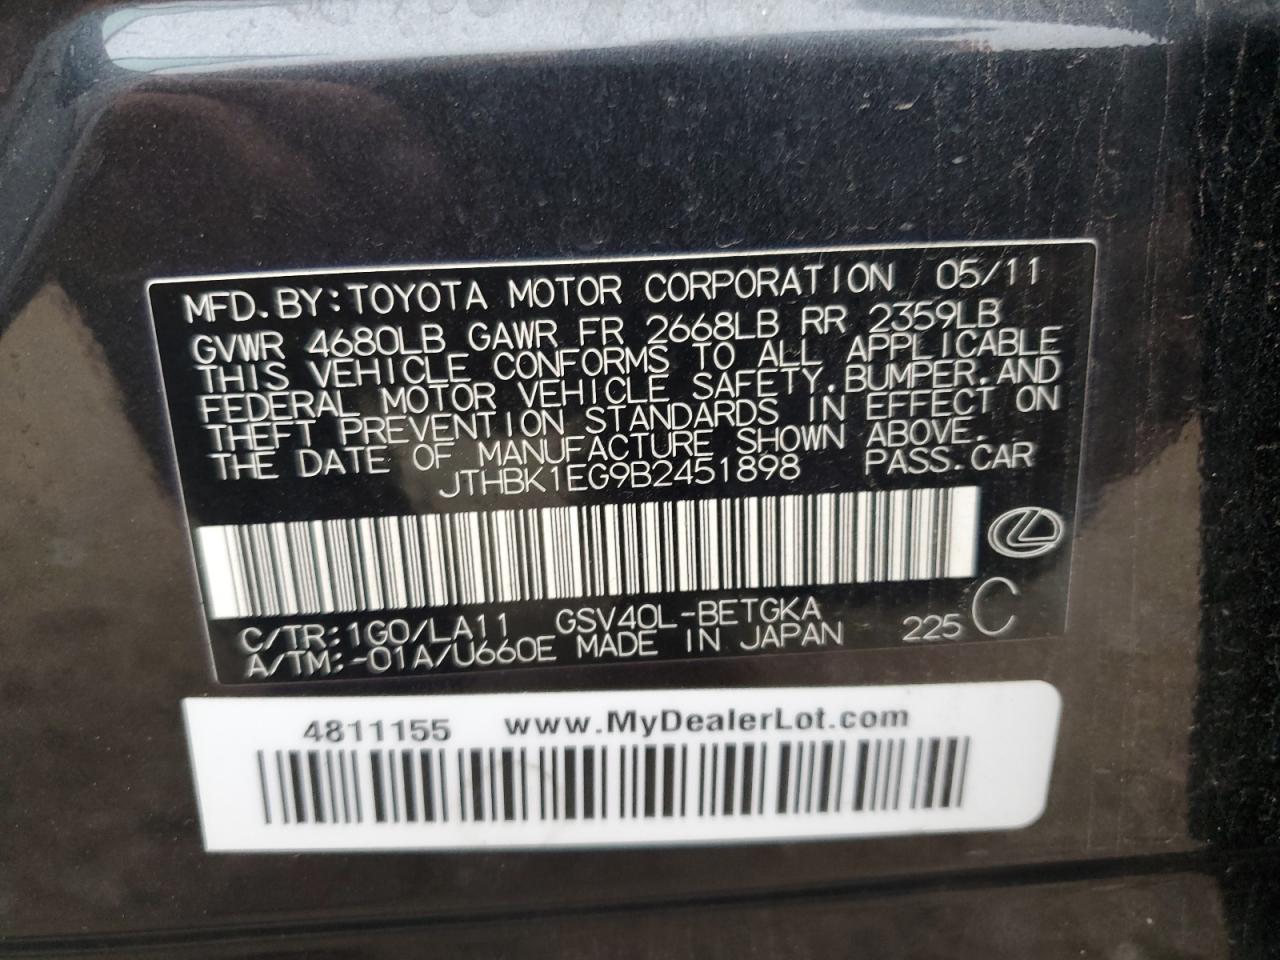 MFD.BY:TOYOTA MOTOR CORPORATION 05/11
GVWR 4680LB GAWR FR 2668LB RR 2359LB
THIS VEHICLE CONFORMS TO ALL APPLICABLE
FEDERAL MOTOR VEHICLE SAFETY,BUMPER,AND
THEFT PREVENTION STANDARDS IN EFFECT ON
THE DATE OF MANUFACTURE SHOWN ABOVE.
JTHBK1EG9B2451898 PASS.CAR
C/TR:1G0/LA11 GSV40L-BETGKA
A/TM:-01A/U660E MADE IN JAPAN 225 C
4811155 www.MyDealerLot.com